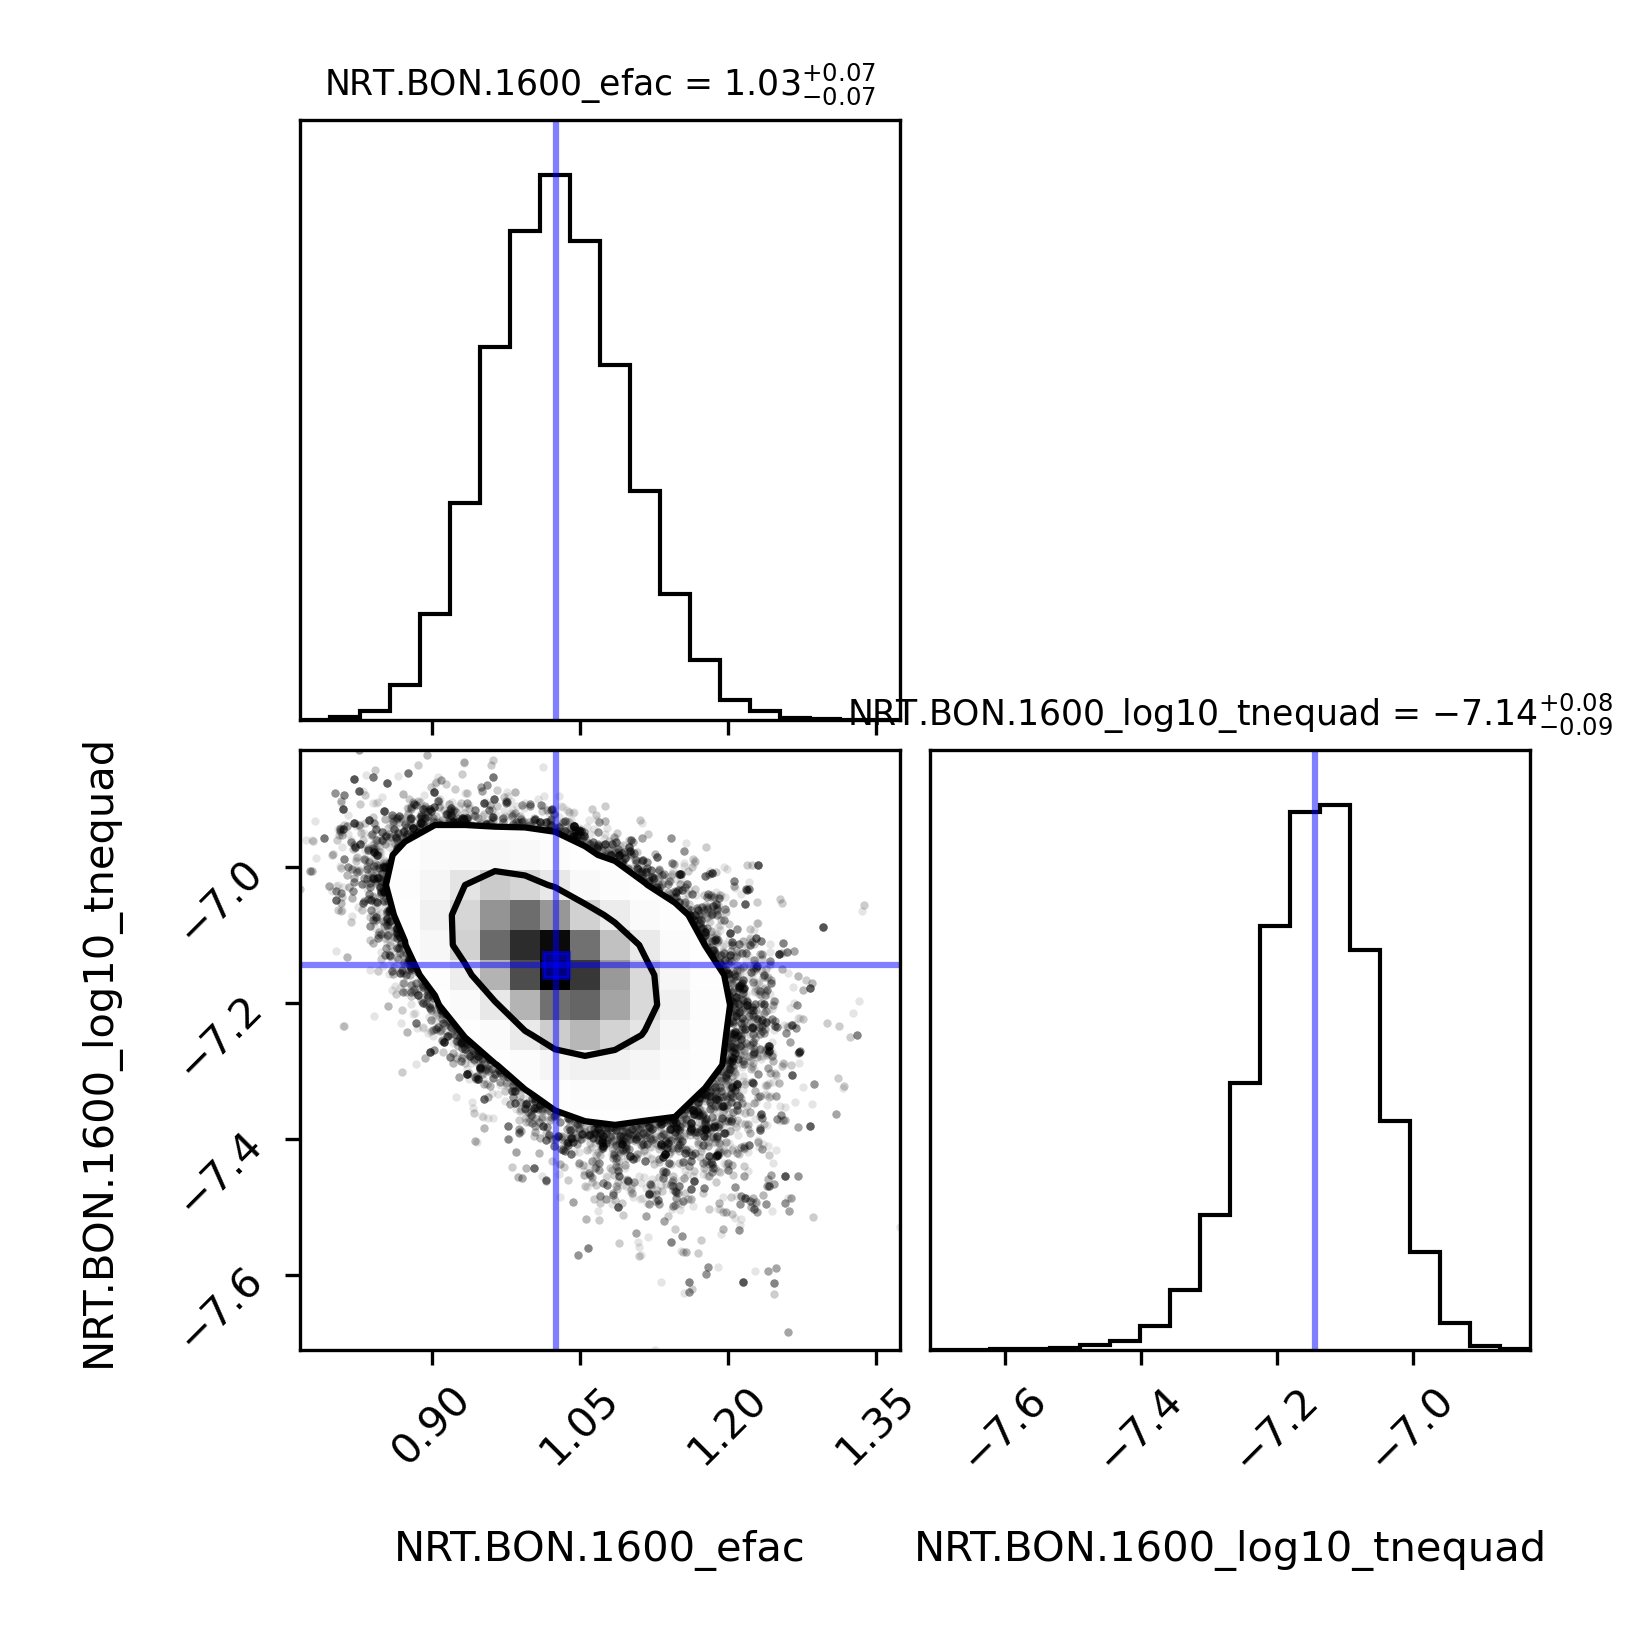 NRT.BON.1600_efac = 1.03+0.07 −0.07
NRT.BON.1600_log10_tnequad = −7.14+0.08 −0.09
NRT.BON.1600_log10_tnequad
−7.0
−7.2
−7.4
−7.6
0.90 1.05 1.20 1.35
−7.6 −7.4 −7.2 −7.0
NRT.BON.1600_efac
NRT.BON.1600_log10_tnequad